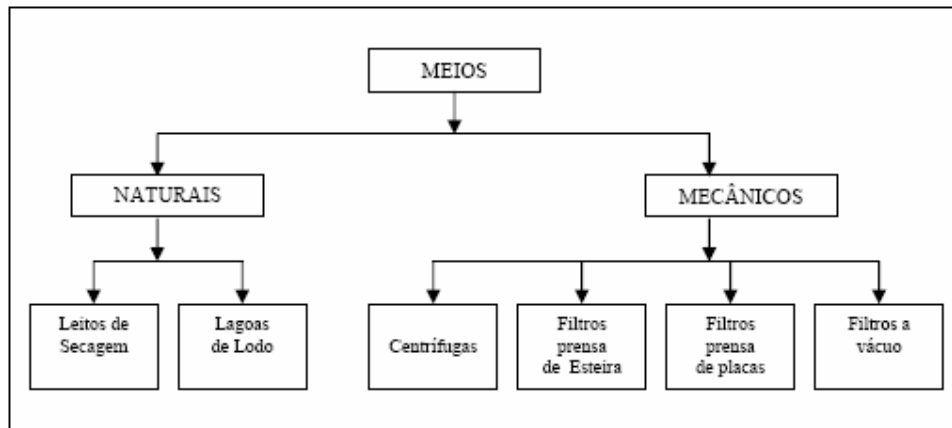 MEIOS
NATURAIS
MECÂNICOS
Leitos de
Secagem
Lagoas
de Lodo
Centrífugas
Filtros
prensa
de Esteira
Filtros
prensa
de placas
Filtros a
vácuo